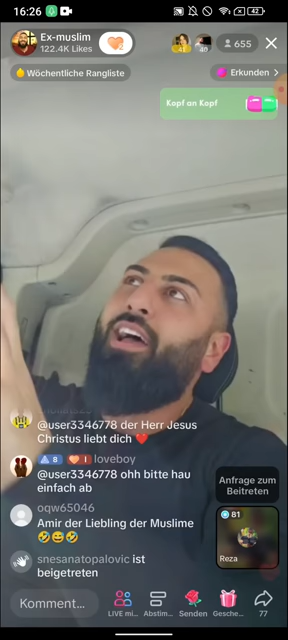 16:26
42
Ex-muslim
122.4K Likes
655
Wöchentliche Rangliste
Erkunden
Kopf an Kopf
@user3346778 der Herr Jesus
Christus liebt dich ❤️
8 1 loveboy
@user3346778 ohh bitte hau
einfach ab
oqw65046
Amir der Liebling der Muslime
🤣😄🤣
snesanatopalovic ist
beigetreten
Anfrage zum
Beitreten
81
Reza
Komment...
LIVE mi...
Abstim...
Senden
Gesche...
77